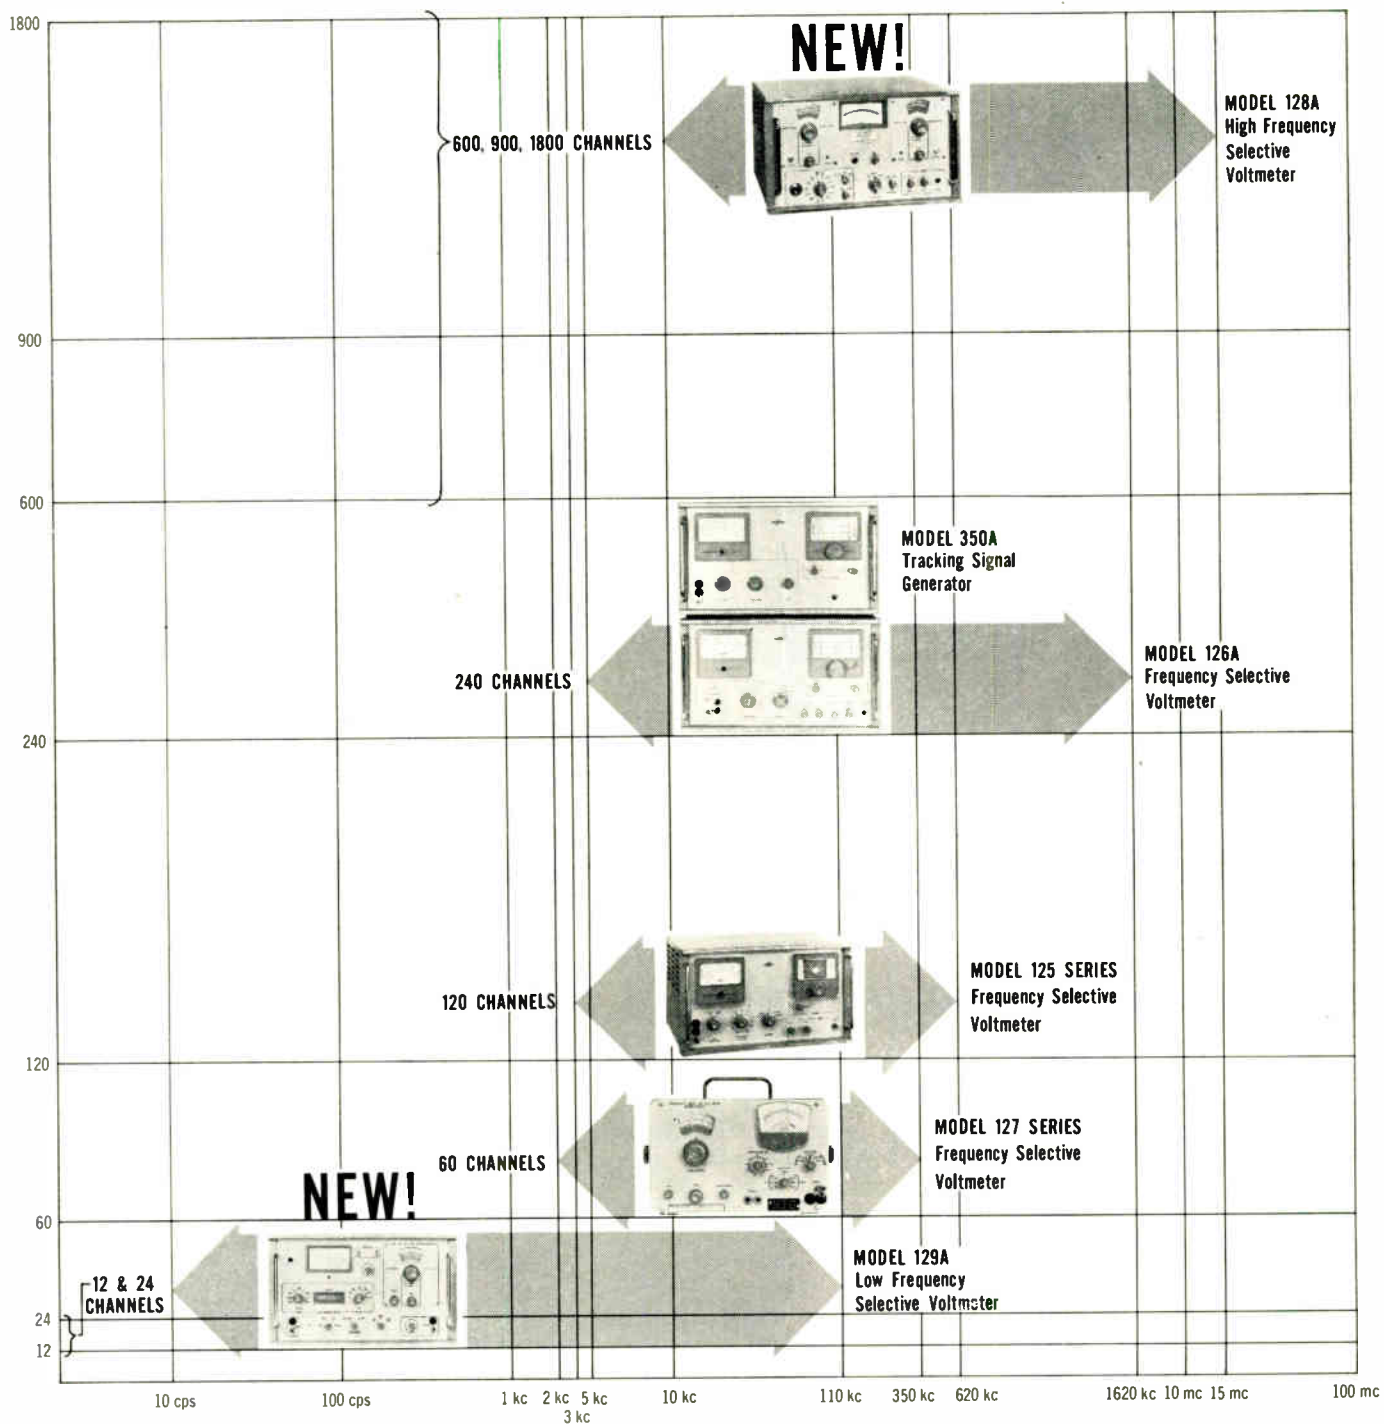 1800
NEW!
600, 900, 1800 CHANNELS
MODEL 128A
High Frequency
Selective
Voltmeter
900
600
MODEL 350A
Tracking Signal
Generator
240 CHANNELS
MODEL 126A
Frequency Selective
Voltmeter
240
120 CHANNELS
MODEL 125 SERIES
Frequency Selective
Voltmeter
120
60 CHANNELS
MODEL 127 SERIES
Frequency Selective
Voltmeter
NEW!
60
12 & 24
CHANNELS
MODEL 129A
Low Frequency
Selective Voltmeter
24
12
10 cps 100 cps 1 kc 2 kc 5 kc 10 kc 110 kc 350 kc 620 kc 1620 kc 10 mc 15 mc 100 mc
3 kc